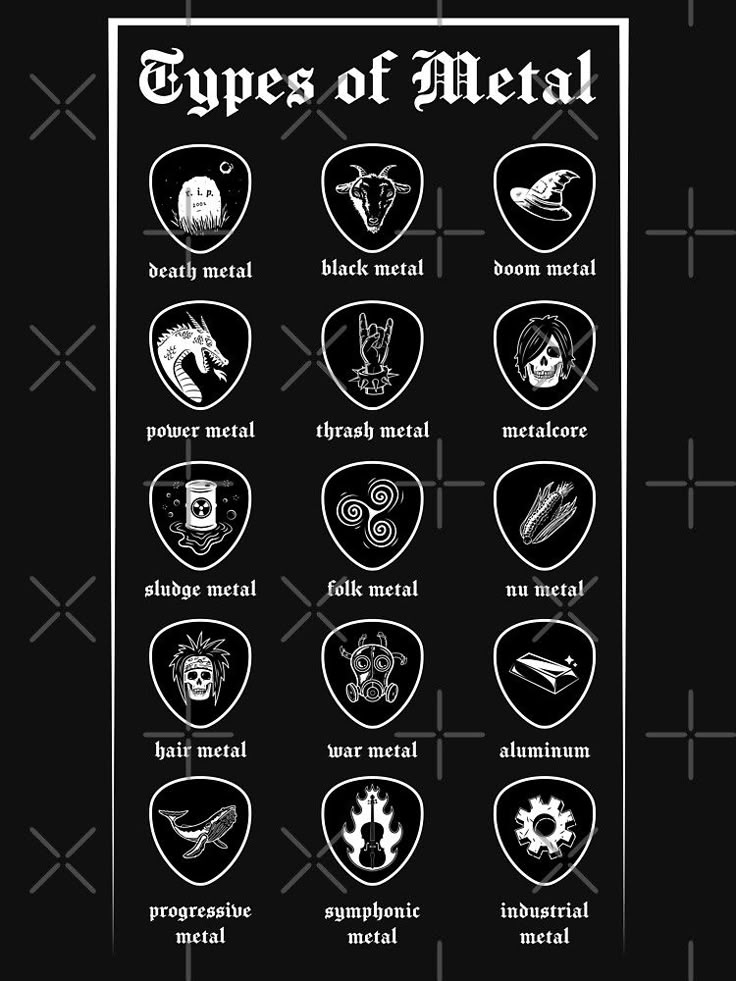 Types of Metal
r. i. p.
2001
death metal
black metal
doom metal
power metal
thrash metal
metalcore
sludge metal
folk metal
nu metal
hair metal
war metal
aluminum
progressive
metal
symphonic
metal
industrial
metal